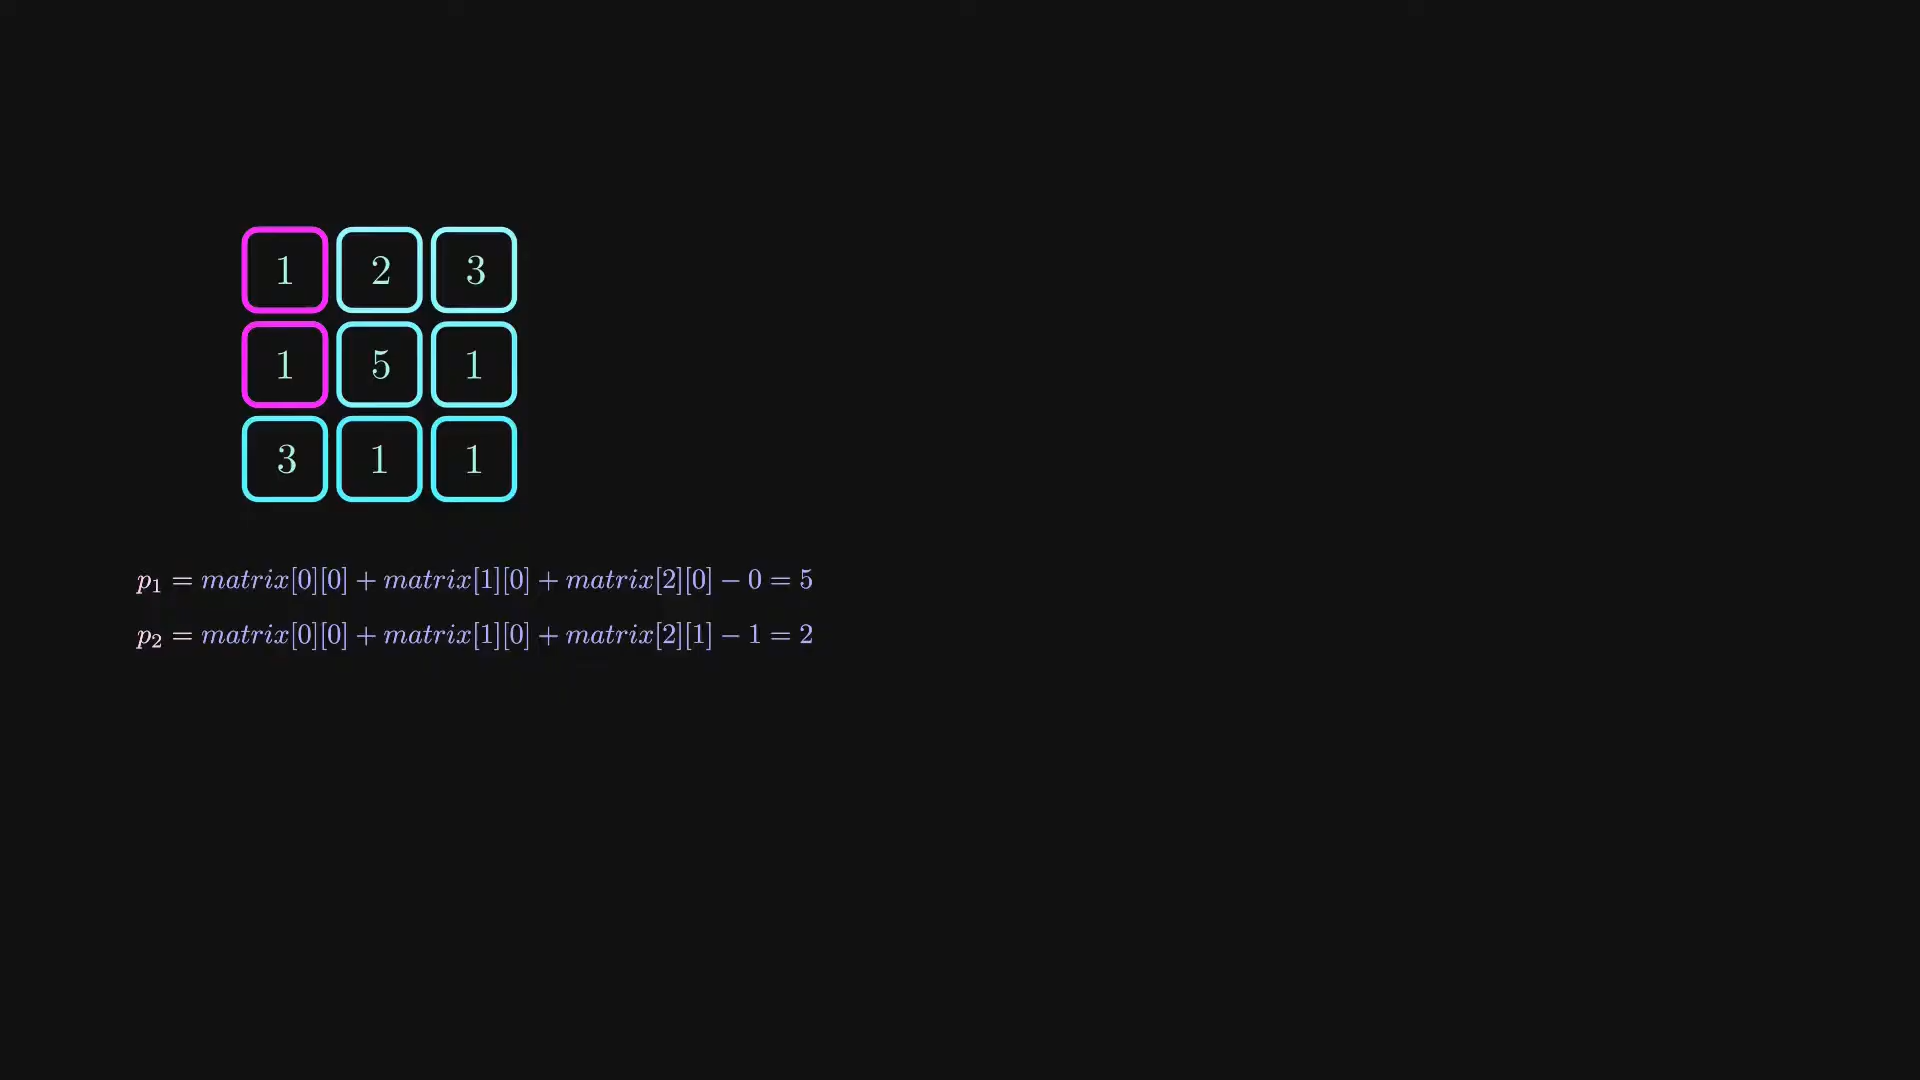 1 2 3
1 5 1
3 1 1
p₁ = matrix[0][0] + matrix[1][0] + matrix[2][0] − 0 = 5
p₂ = matrix[0][0] + matrix[1][0] + matrix[2][1] − 1 = 2